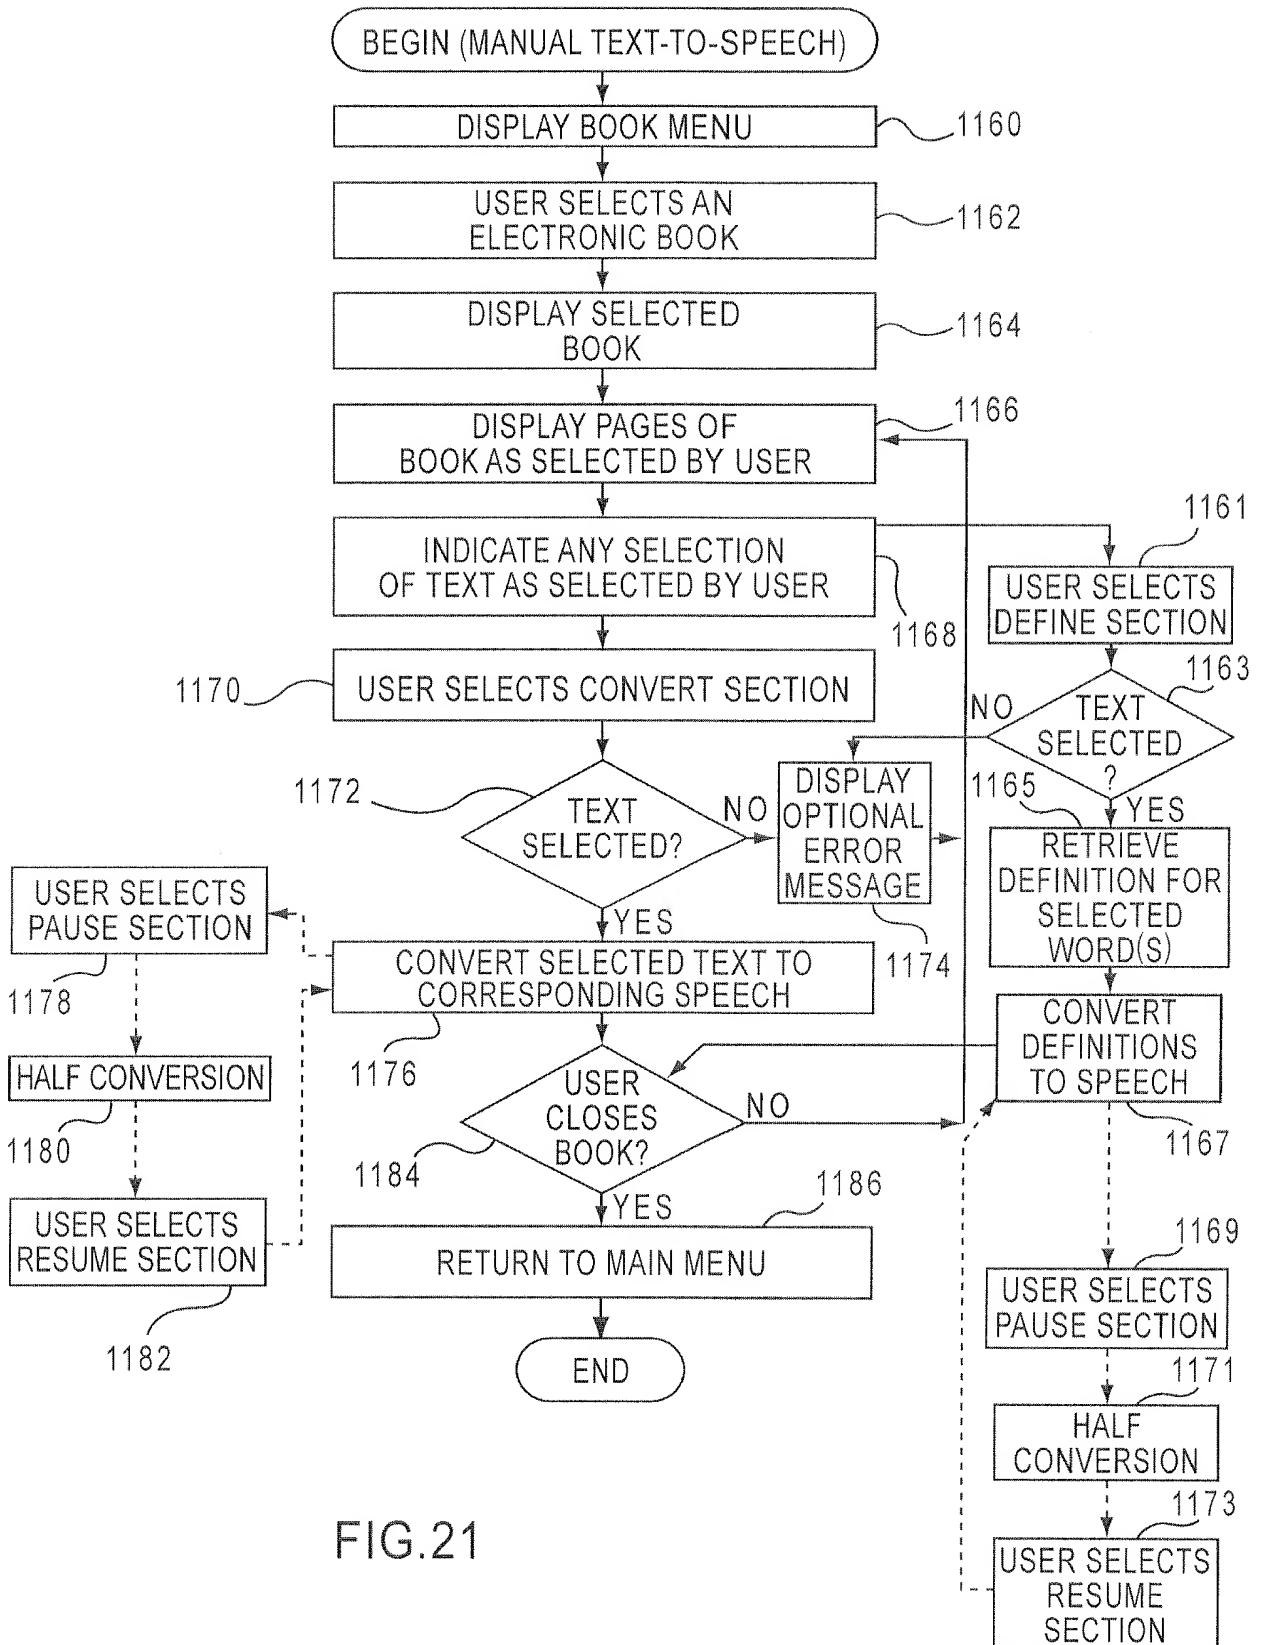 BEGIN (MANUAL TEXT-TO-SPEECH)
DISPLAY BOOK MENU
1160
USER SELECTS AN
ELECTRONIC BOOK
1162
DISPLAY SELECTED
BOOK
1164
DISPLAY PAGES OF
BOOK AS SELECTED BY USER
1166
INDICATE ANY SELECTION
OF TEXT AS SELECTED BY USER
1168
1161
USER SELECTS
DEFINE SECTION
1170
USER SELECTS CONVERT SECTION
1163
TEXT
SELECTED
?
NO
YES
1172
TEXT
SELECTED?
NO
YES
DISPLAY
OPTIONAL
ERROR
MESSAGE
1174
1165
RETRIEVE
DEFINITION FOR
SELECTED
WORD(S)
USER SELECTS
PAUSE SECTION
1178
CONVERT SELECTED TEXT TO
CORRESPONDING SPEECH
1176
CONVERT
DEFINITIONS
TO SPEECH
1167
HALF CONVERSION
1180
USER
CLOSES
BOOK?
NO
YES
1184
USER SELECTS
RESUME SECTION
1182
1186
RETURN TO MAIN MENU
END
1169
USER SELECTS
PAUSE SECTION
1171
HALF
CONVERSION
1173
USER SELECTS
RESUME
SECTION
FIG.21